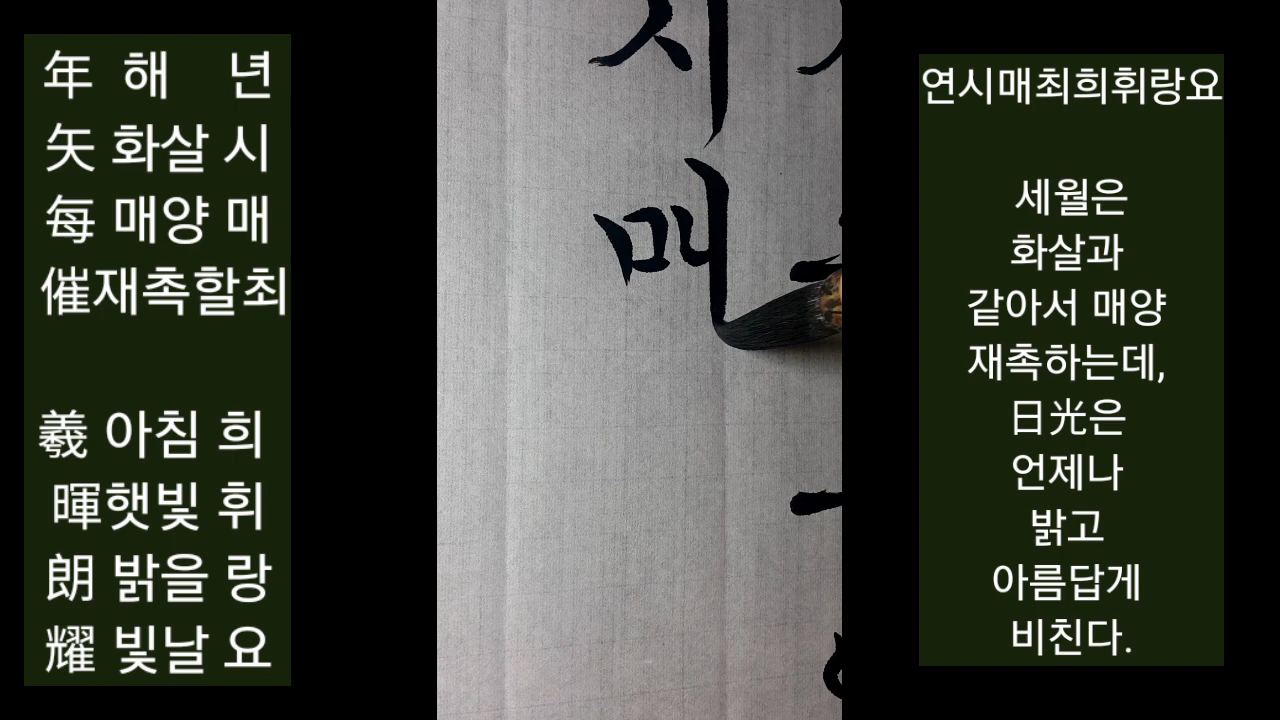 年 해 년
矢 화살 시
每 매양 매
催재촉할최
羲 아침 희
暉햇빛 휘
朗 밝을 랑
耀 빛날 요
시
매
연시매최희휘랑요
세월은
화살과
같아서 매양
재촉하는데,
日光은
언제나
밝고
아름답게
비친다.